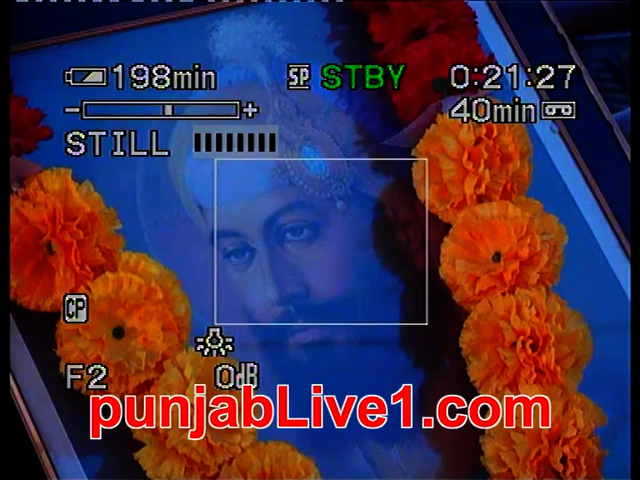 198min SP STBY 0:21:27
- + 40min
STILL
CP
F2 0dB
punjabLive1.com